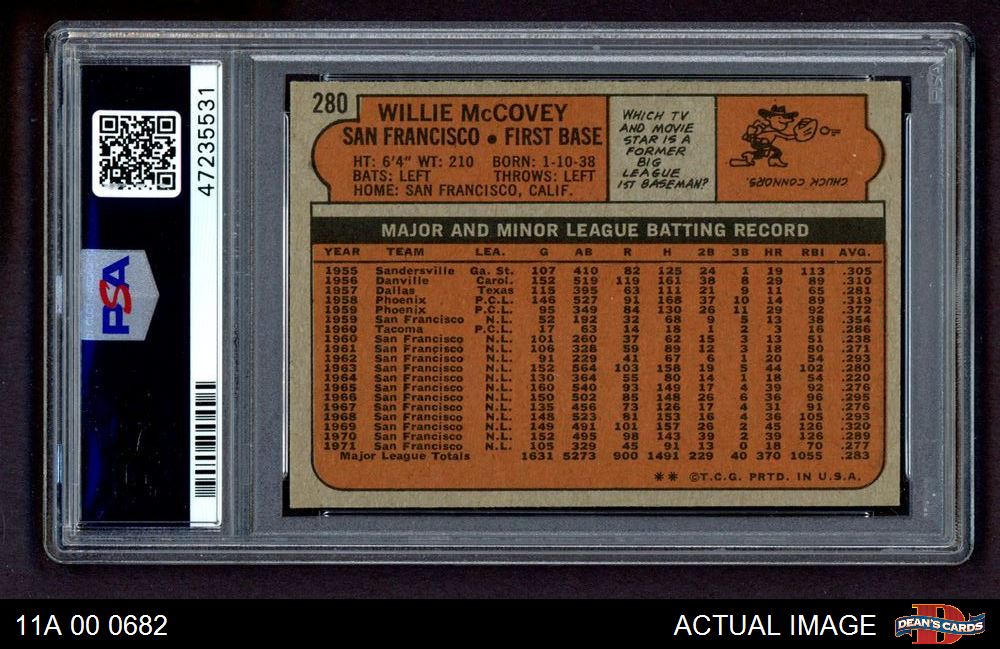 47235531
PSA
280
WILLIE McCOVEY
SAN FRANCISCO • FIRST BASE
HT: 6'4" WT: 210 BORN: 1-10-38
BATS: LEFT THROWS: LEFT
HOME: SAN FRANCISCO, CALIF.
WHICH TV
AND MOVIE
STAR IS A
FORMER
BIG
LEAGUE
1ST BASEMAN?
CHUCK CONNORS.
MAJOR AND MINOR LEAGUE BATTING RECORD
YEAR TEAM LEA. G AB R H 2B 3B HR RBI AVG.
1955 Sandersville Ga. St. 107 410 82 125 24 1 19 113 .305
1956 Danville Carol. 152 519 119 161 38 8 29 89 .310
1957 Dallas Texas 115 395 63 111 21 9 11 65 .281
1958 Phoenix P.C.L. 146 527 91 168 37 10 14 89 .319
1959 Phoenix P.C.L. 95 349 84 130 26 11 29 92 .372
1959 San Francisco N.L. 52 192 32 68 9 5 13 38 .354
1960 Tacoma P.C.L. 17 63 14 18 1 2 3 16 .286
1960 San Francisco N.L. 101 260 37 62 15 3 13 51 .238
1961 San Francisco N.L. 106 328 59 89 12 3 18 50 .271
1962 San Francisco N.L. 91 229 41 67 6 1 20 54 .293
1963 San Francisco N.L. 152 564 103 158 19 5 44 102 .280
1964 San Francisco N.L. 130 364 55 80 14 1 18 54 .220
1965 San Francisco N.L. 160 540 93 149 17 4 39 92 .276
1966 San Francisco N.L. 150 502 85 148 26 6 36 96 .295
1967 San Francisco N.L. 135 456 73 126 17 4 31 91 .276
1968 San Francisco N.L. 148 523 81 153 16 4 36 105 .293
1969 San Francisco N.L. 149 491 101 157 26 2 45 126 .320
1970 San Francisco N.L. 152 495 98 143 39 2 39 126 .289
1971 San Francisco N.L. 105 329 45 91 13 0 18 70 .277
Major League Totals 1631 5273 900 1491 229 40 370 1055 .283
** ©T.C.G. PRTD. IN U.S.A.
11A 00 0682
ACTUAL IMAGE
D
DEAN'S CARDS